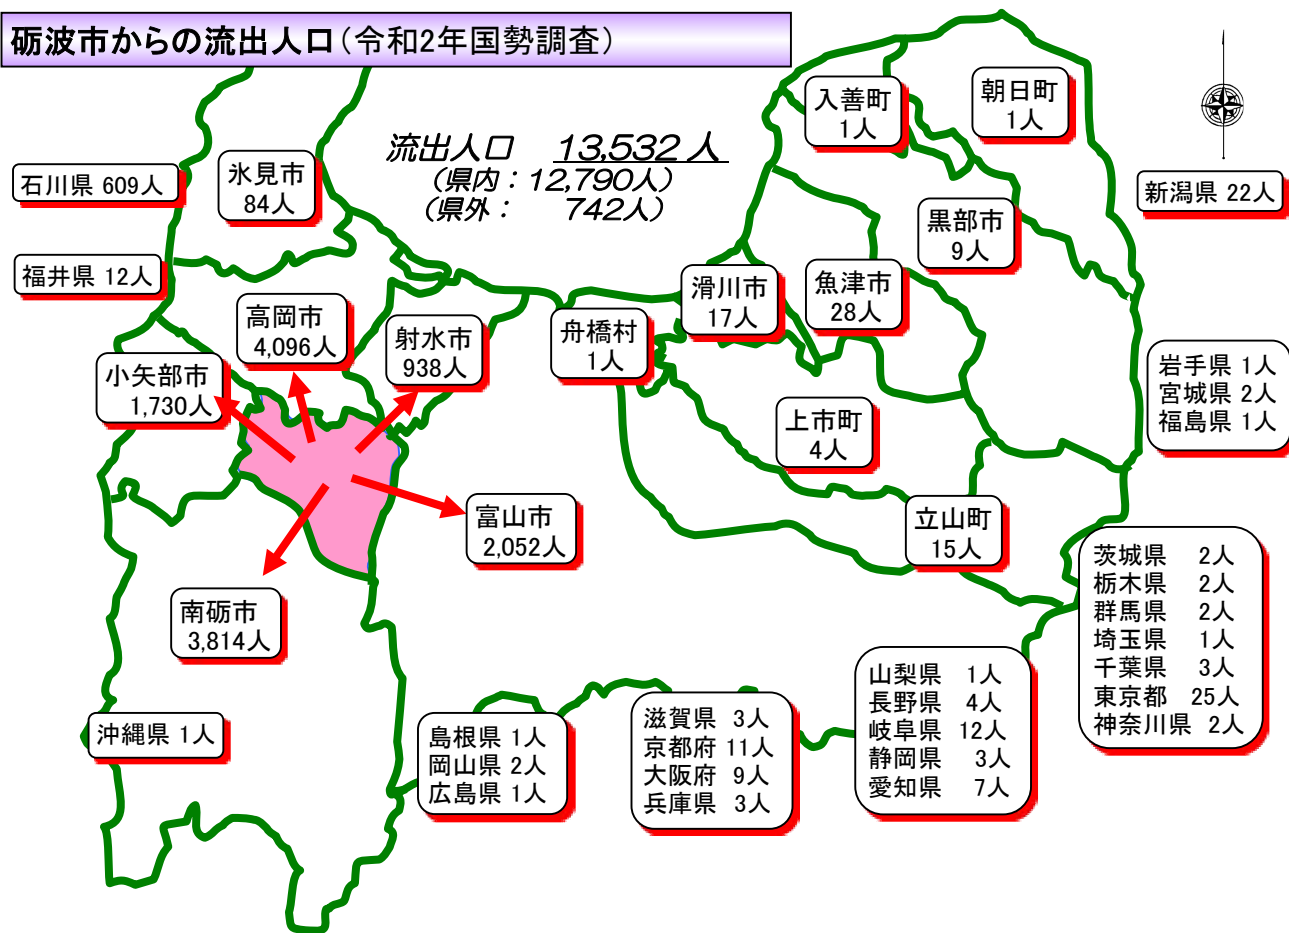 砺波市からの流出人口(令和2年国勢調査)
流出人口 13,532人
(県内：12,790人)
(県外： 742人)
石川県 609人
福井県 12人
氷見市
84人
高岡市
4,096人
射水市
938人
小矢部市
1,730人
南砺市
3,814人
富山市
2,052人
舟橋村
1人
滑川市
17人
魚津市
28人
黒部市
9人
入善町
1人
朝日町
1人
上市町
4人
立山町
15人
新潟県 22人
岩手県 1人
宮城県 2人
福島県 1人
茨城県 2人
栃木県 2人
群馬県 2人
埼玉県 1人
千葉県 3人
東京都 25人
神奈川県 2人
山梨県 1人
長野県 4人
岐阜県 12人
静岡県 3人
愛知県 7人
滋賀県 3人
京都府 11人
大阪府 9人
兵庫県 3人
島根県 1人
岡山県 2人
広島県 1人
沖縄県 1人